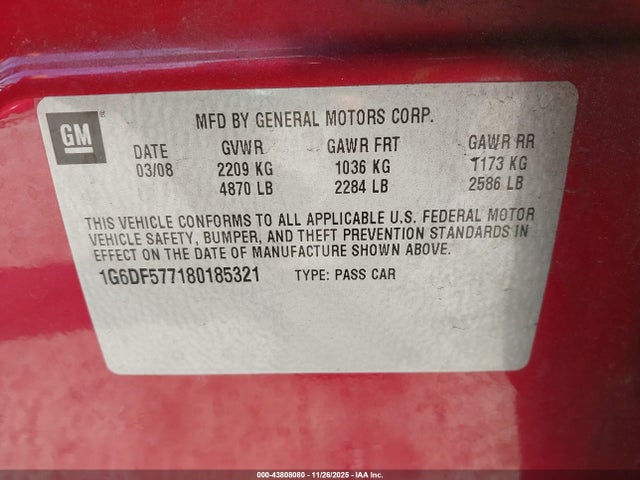 GM ®
MFD BY GENERAL MOTORS CORP.
DATE GVWR GAWR FRT GAWR RR
03/08 2209 KG 1036 KG 1173 KG
4870 LB 2284 LB 2586 LB
THIS VEHICLE CONFORMS TO ALL APPLICABLE U.S. FEDERAL MOTOR
VEHICLE SAFETY, BUMPER, AND THEFT PREVENTION STANDARDS IN
EFFECT ON THE DATE OF MANUFACTURE SHOWN ABOVE.
1G6DF577180185321 TYPE: PASS CAR
000-43808080 - 11/26/2025 - IAA Inc.